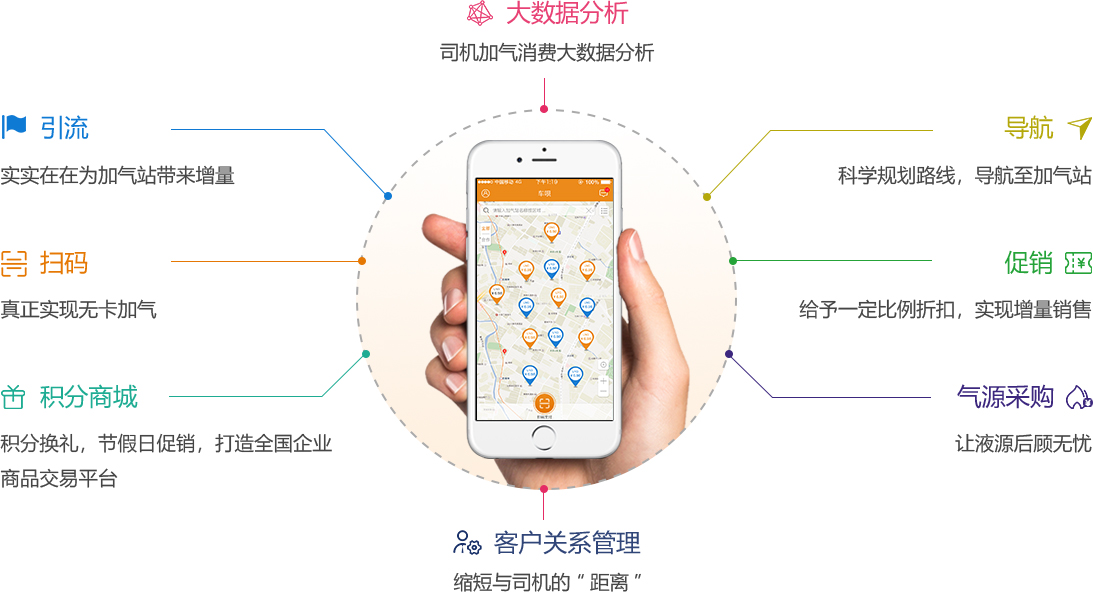 大数据分析
司机加气消费大数据分析
引流
实实在在为加气站带来增量
导航
科学规划路线，导航至加气站
扫码
真正实现无卡加气
促销
给予一定比例折扣，实现增量销售
积分商城
积分换礼，节假日促销，打造全国企业
商品交易平台
气源采购
让液源后顾无忧
客户关系管理
缩短与司机的“ 距离 ”